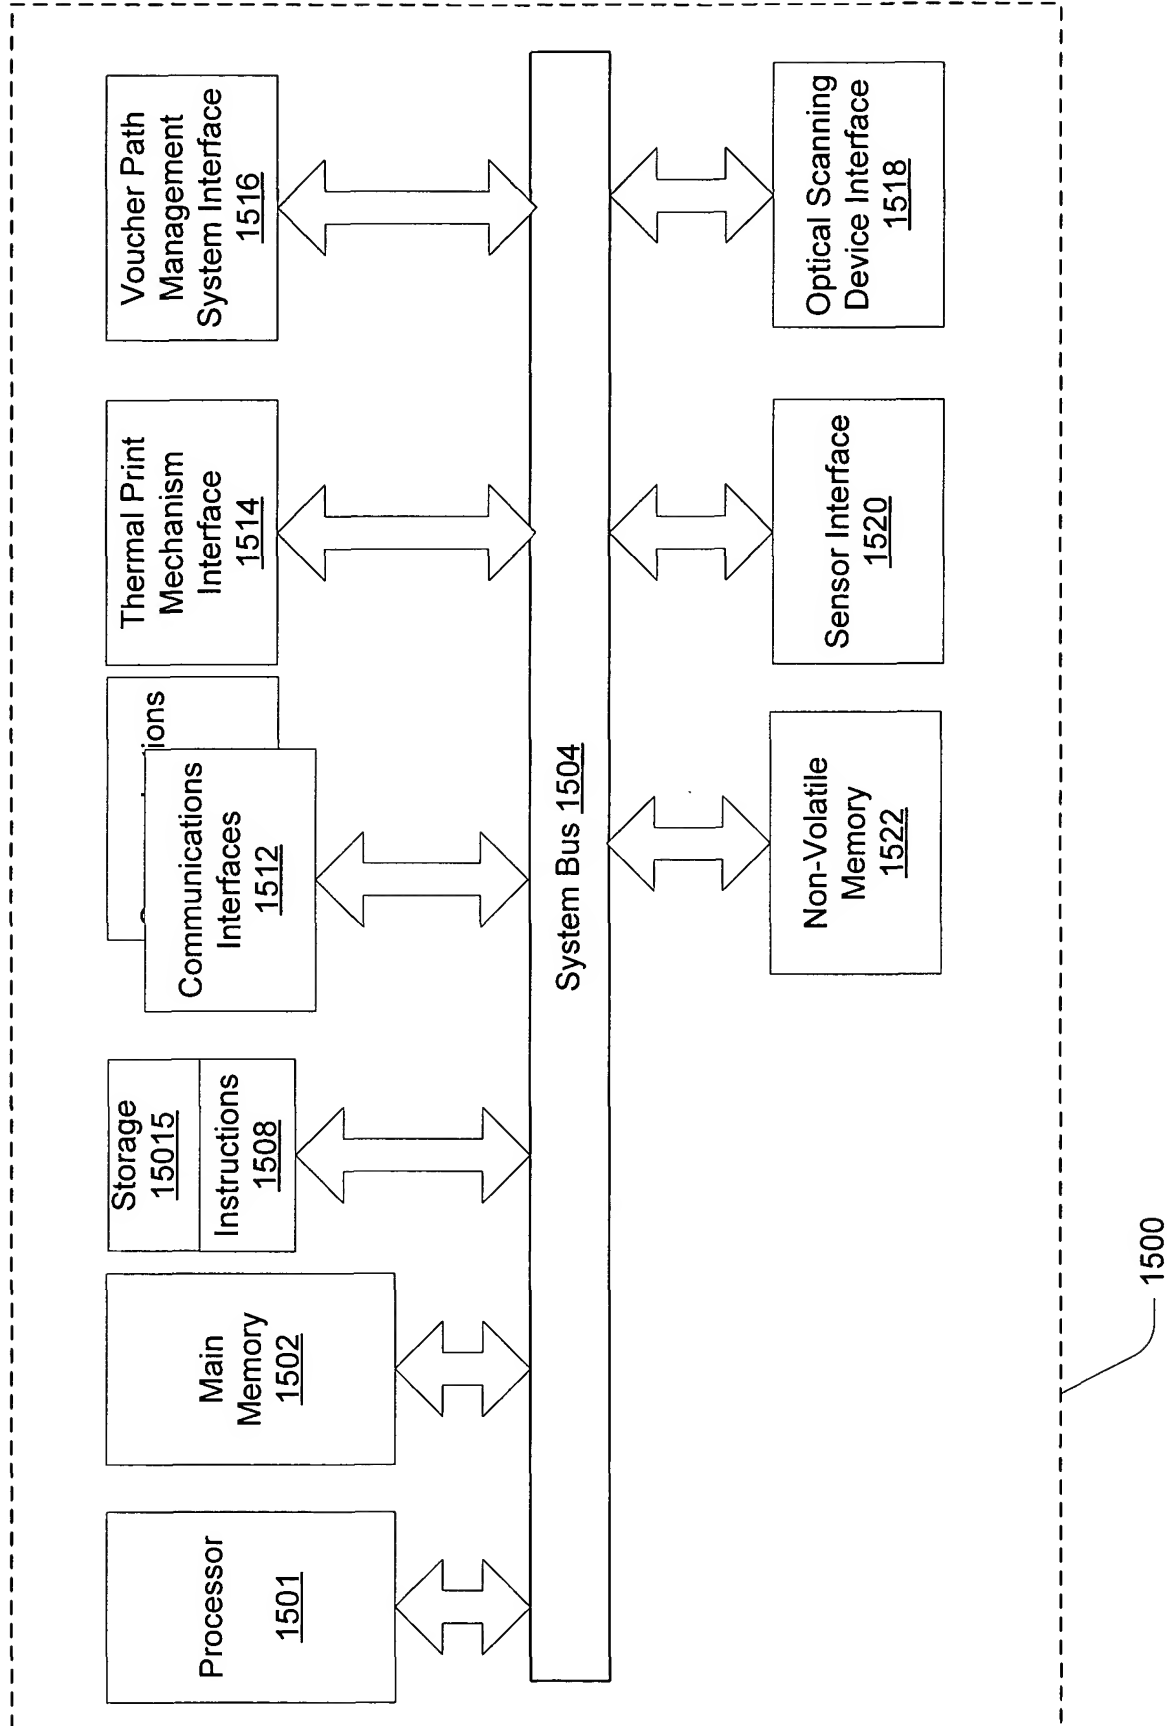 Processor
1501
Main
Memory
1502
Storage
15015
Instructions
1508
Communications
Interfaces
1512
Thermal Print
Mechanism
Interface
1514
Voucher Path
Management
System Interface
1516
System Bus 1504
Non-Volatile
Memory
1522
Sensor Interface
1520
Optical Scanning
Device Interface
1518
1500